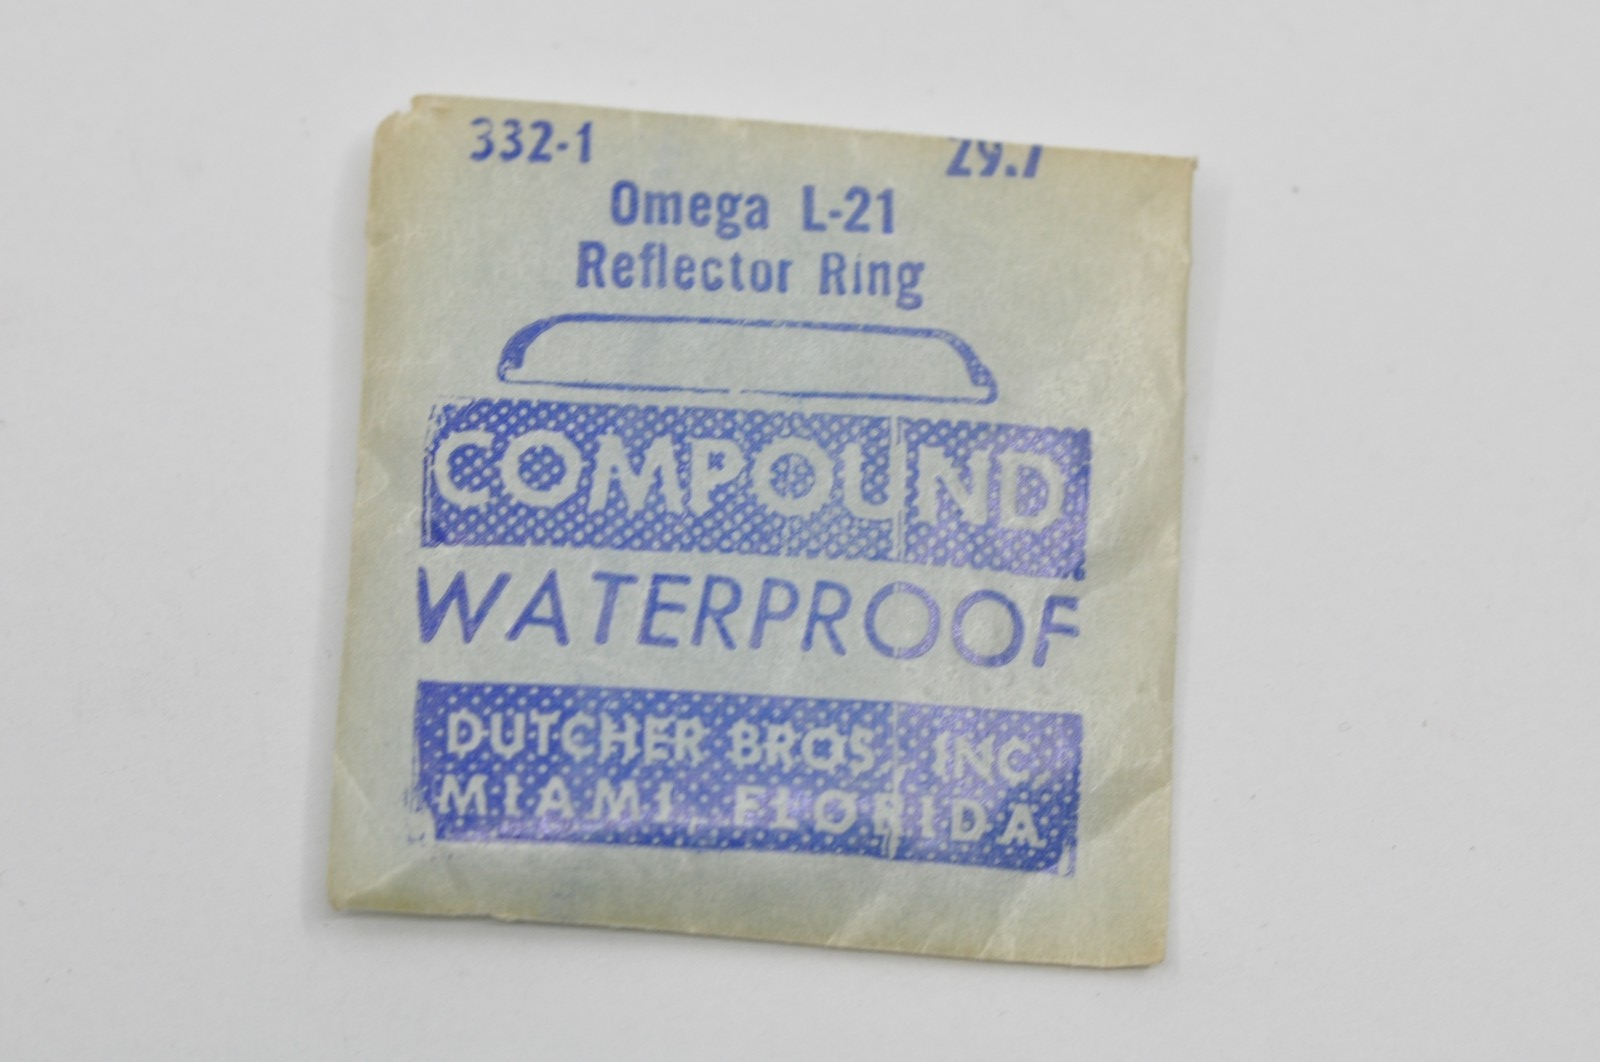 332-1 29.7
Omega L-21
Reflector Ring
COMPOUND
WATERPROOF
DUTCHER BROS. INC.
MIAMI, FLORIDA